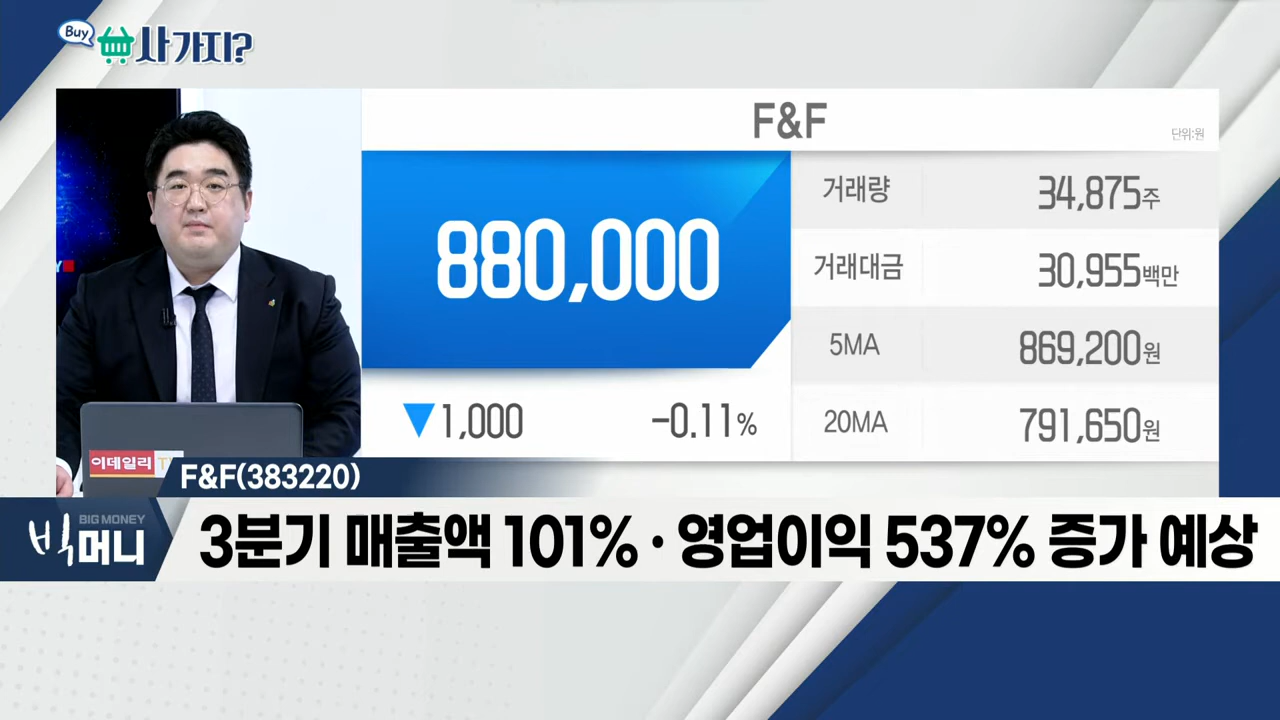 Buy
사가지?
F&F
단위:원
880,000
▼1,000 -0.11%
거래량 34,875주
거래대금 30,955백만
5MA 869,200원
20MA 791,650원
이데일리 T
F&F(383220)
BIG MONEY
빅머니
3분기 매출액 101%·영업이익 537% 증가 예상